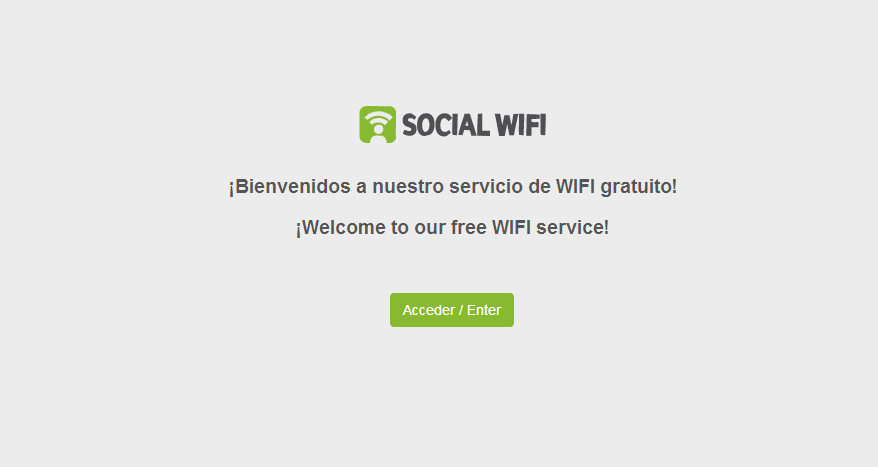 SOCIAL WIFI
¡Bienvenidos a nuestro servicio de WIFI gratuito!
¡Welcome to our free WIFI service!
Acceder / Enter